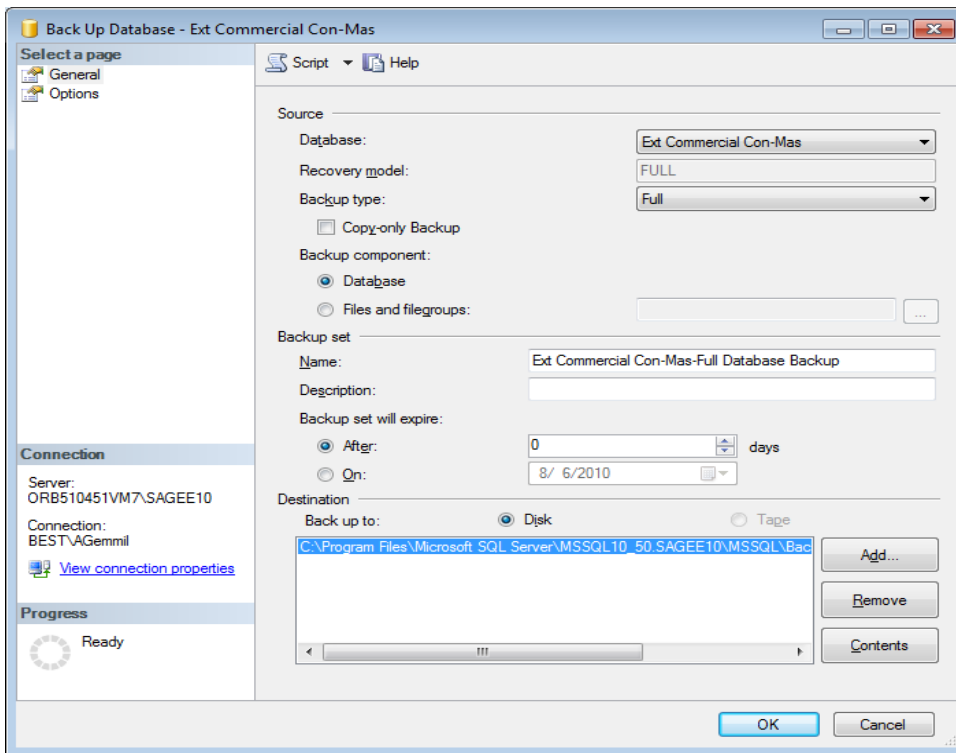 Back Up Database - Ext Commercial Con-Mas
Select a page
General
Options
Script
Help
Source
Database:
Ext Commercial Con-Mas
Recovery model:
FULL
Backup type:
Full
Copy-only Backup
Backup component:
Database
Files and filegroups:
...
Backup set
Name:
Ext Commercial Con-Mas-Full Database Backup
Description:
Backup set will expire:
After:
0
days
On:
8/ 6/2010
Destination
Back up to:
Disk
Tape
C:\Program Files\Microsoft SQL Server\MSSQL10_50.SAGEE10\MSSQL\Bac
Add...
Remove
Contents
Connection
Server:
ORB510451VM7\SAGEE10
Connection:
BEST\AGemmil
View connection properties
Progress
Ready
OK
Cancel